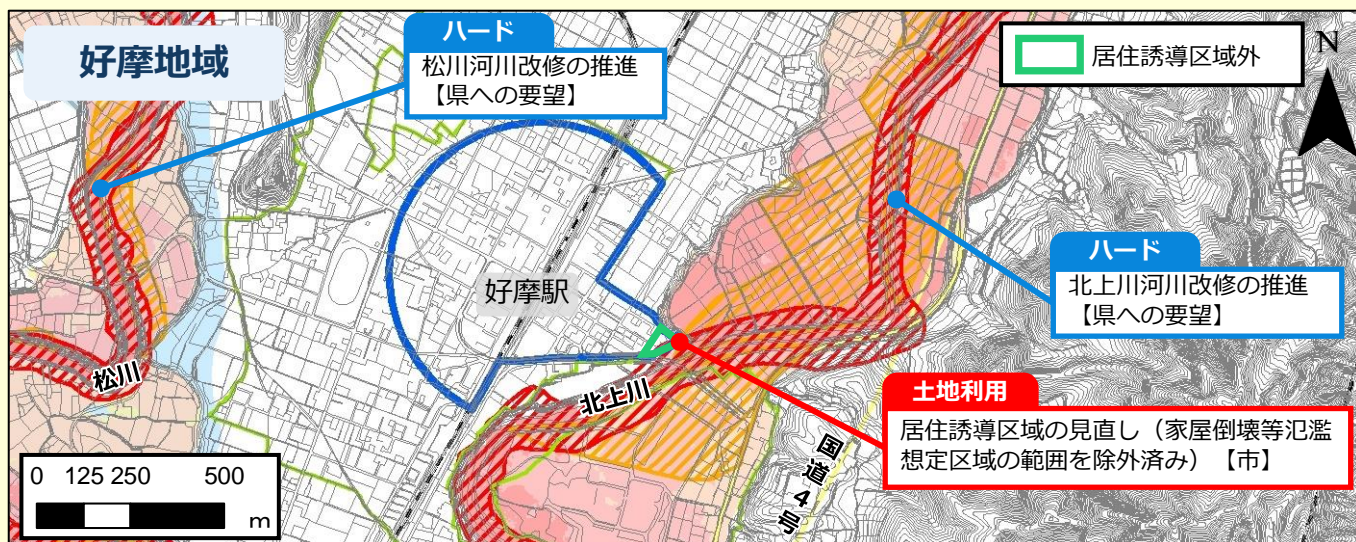 好摩地域
ハード
松川河川改修の推進
【県への要望】
居住誘導区域外
N
好摩駅
ハード
北上川河川改修の推進
【県への要望】
松川
北上川
国道4号
土地利用
居住誘導区域の見直し（家屋倒壊等氾濫
想定区域の範囲を除外済み）【市】
0 125 250 500
m